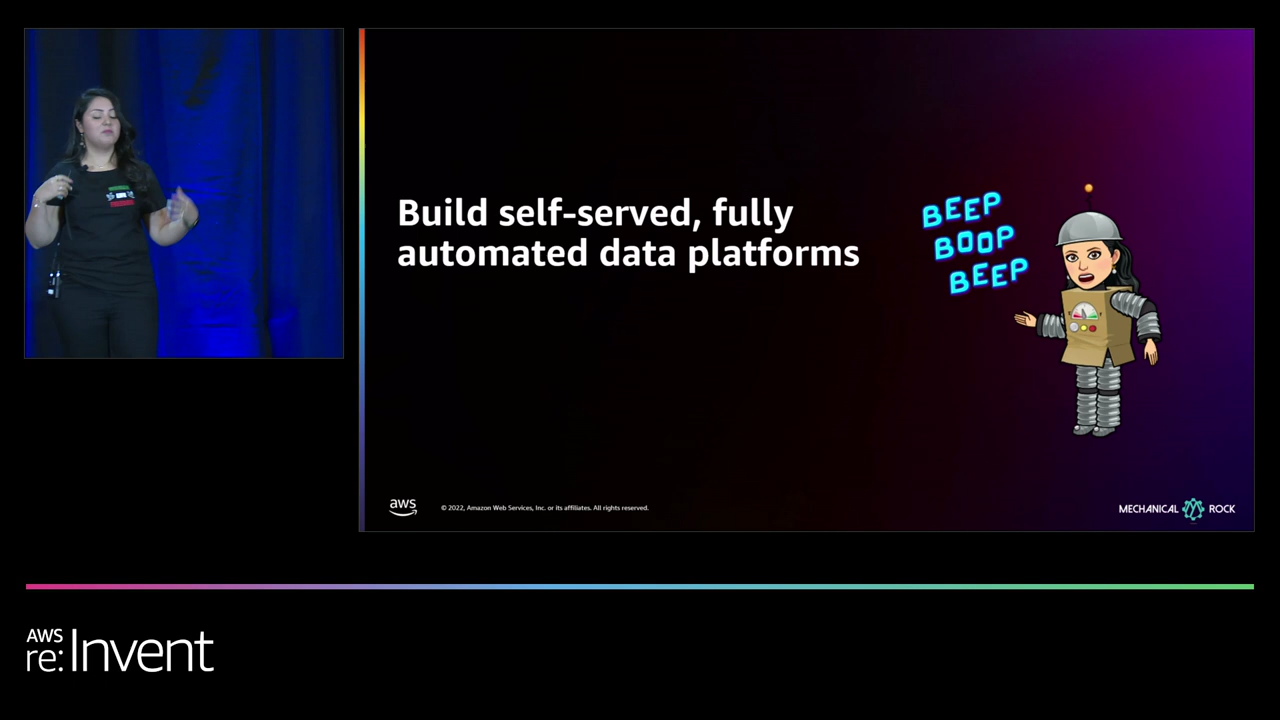 Build self-served, fully
automated data platforms
BEEP
BOOP
BEEP
aws
© 2022, Amazon Web Services, Inc. or its affiliates. All rights reserved.
MECHANICAL ROCK
AWS
re:Invent